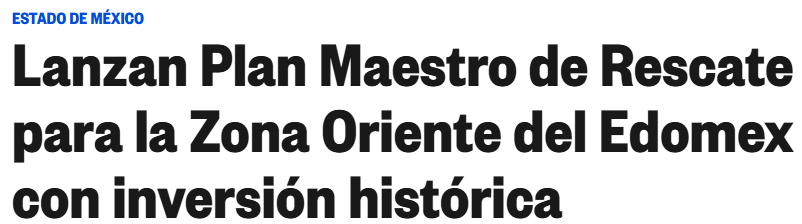 ESTADO DE MÉXICO
Lanzan Plan Maestro de Rescate
para la Zona Oriente del Edomex
con inversión histórica